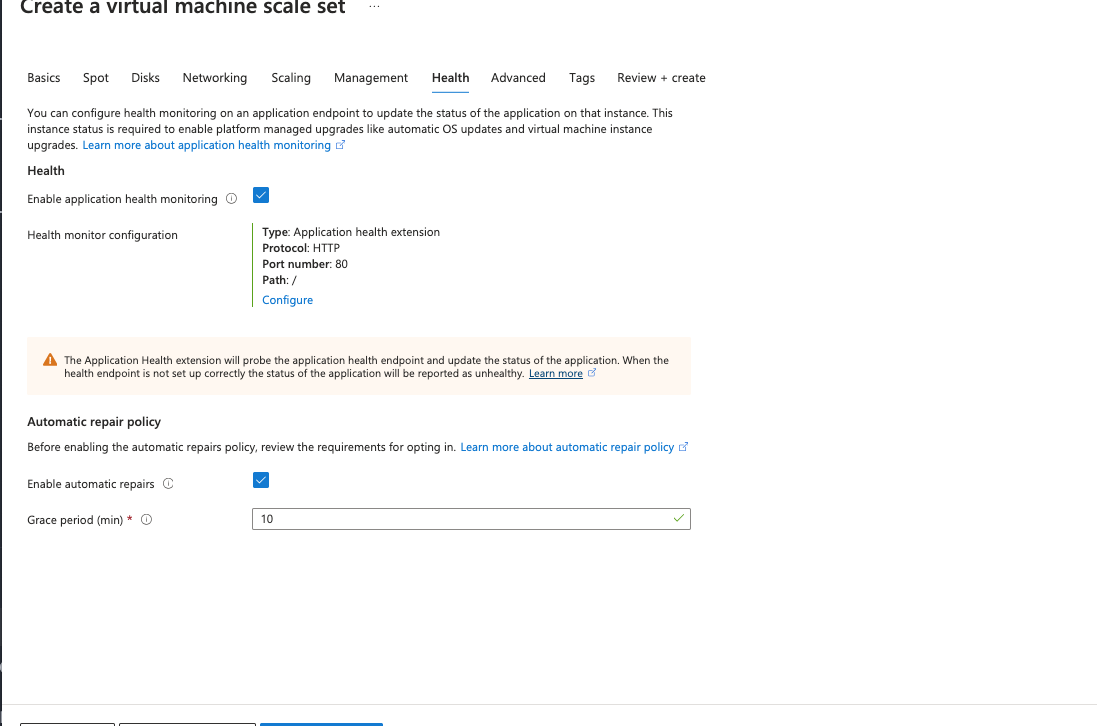 Create a virtual machine scale set ...
Basics Spot Disks Networking Scaling Management Health Advanced Tags Review + create
You can configure health monitoring on an application endpoint to update the status of the application on that instance. This
instance status is required to enable platform managed upgrades like automatic OS updates and virtual machine instance
upgrades. Learn more about application health monitoring
Health
Enable application health monitoring
Health monitor configuration
Type: Application health extension
Protocol: HTTP
Port number: 80
Path: /
Configure
The Application Health extension will probe the application health endpoint and update the status of the application. When the
health endpoint is not set up correctly the status of the application will be reported as unhealthy. Learn more
Automatic repair policy
Before enabling the automatic repairs policy, review the requirements for opting in. Learn more about automatic repair policy
Enable automatic repairs
Grace period (min) * 10